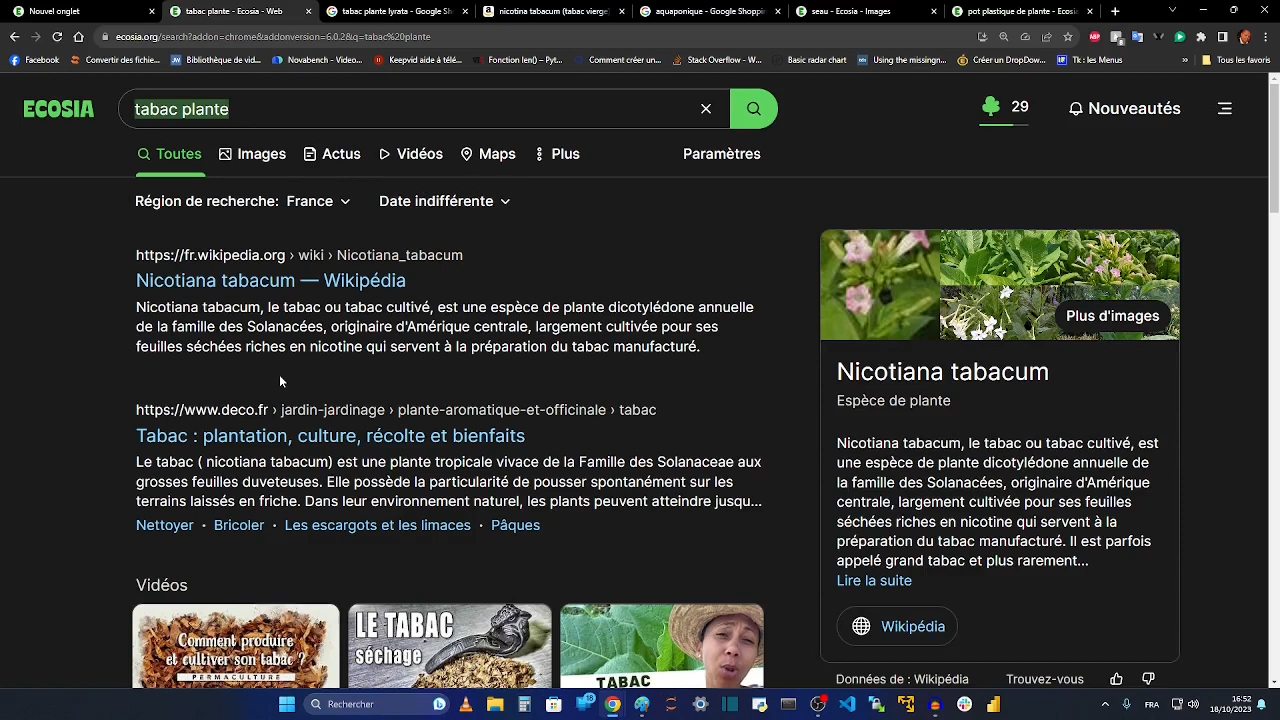 Nouvel onglet
tabac plante - Ecosia - Web
tabac plante lyrata - Google Sh
nicotina tabacum (tabac vierge)
aquaponique - Google Shopping
seau - Ecosia - Images
pot plastique de plante - Ecosi
ecosia.org/search?addon=chrome&addonversion=6.0.2&q=tabac%20plante
Facebook
Convertir des fichie...
Bibliothèque de vid...
Novabench - Video...
Keepvid aide à télé...
Fonction len() – Pyt...
Comment créer un...
Stack Overflow - W...
Basic radar chart
Using the missingn...
Créer un DropDow...
Tk : les Menus
Tous les favoris
ECOSIA
tabac plante
29
Nouveautés
Toutes
Images
Actus
Vidéos
Maps
Plus
Paramètres
Région de recherche: France
Date indifférente
https://fr.wikipedia.org › wiki › Nicotiana_tabacum
Nicotiana tabacum — Wikipédia
Nicotiana tabacum, le tabac ou tabac cultivé, est une espèce de plante dicotylédone annuelle
de la famille des Solanacées, originaire d'Amérique centrale, largement cultivée pour ses
feuilles séchées riches en nicotine qui servent à la préparation du tabac manufacturé.
https://www.deco.fr › jardin-jardinage › plante-aromatique-et-officinale › tabac
Tabac : plantation, culture, récolte et bienfaits
Le tabac ( nicotiana tabacum) est une plante tropicale vivace de la Famille des Solanaceae aux
grosses feuilles duveteuses. Elle possède la particularité de pousser spontanément sur les
terrains laissés en friche. Dans leur environnement naturel, les plants peuvent atteindre jusqu...
Nettoyer • Bricoler • Les escargots et les limaces • Pâques
Vidéos
Comment produire
et cultiver son tabac ?
PERMACULTURE
LE TABAC
séchage
TABAC
Plus d'images
Nicotiana tabacum
Espèce de plante
Nicotiana tabacum, le tabac ou tabac cultivé, est
une espèce de plante dicotylédone annuelle de
la famille des Solanacées, originaire d'Amérique
centrale, largement cultivée pour ses feuilles
séchées riches en nicotine qui servent à la
préparation du tabac manufacturé. Il est parfois
appelé grand tabac et plus rarement...
Lire la suite
Wikipédia
Données de : Wikipédia
Trouvez-vous
Rechercher
FRA
16:52
18/10/2023